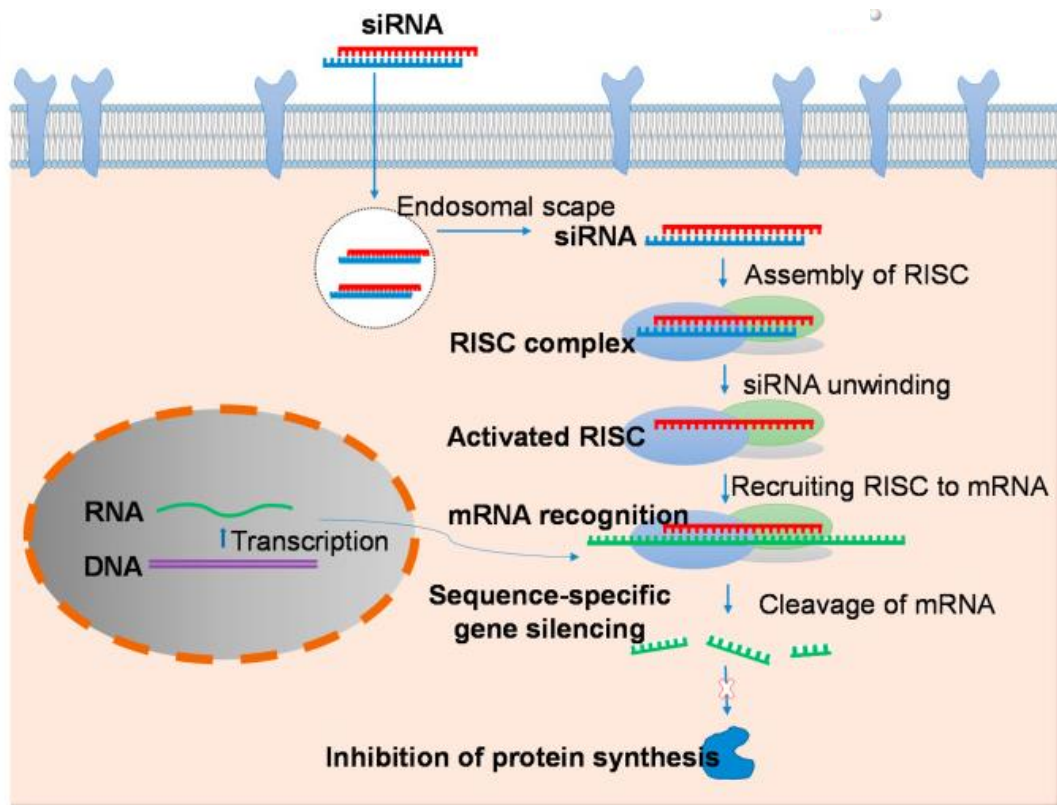 siRNA
Endosomal scape
siRNA
Assembly of RISC
RISC complex
siRNA unwinding
Activated RISC
Recruiting RISC to mRNA
RNA
mRNA recognition
Transcription
DNA
Sequence-specific
gene silencing
Cleavage of mRNA
Inhibition of protein synthesis